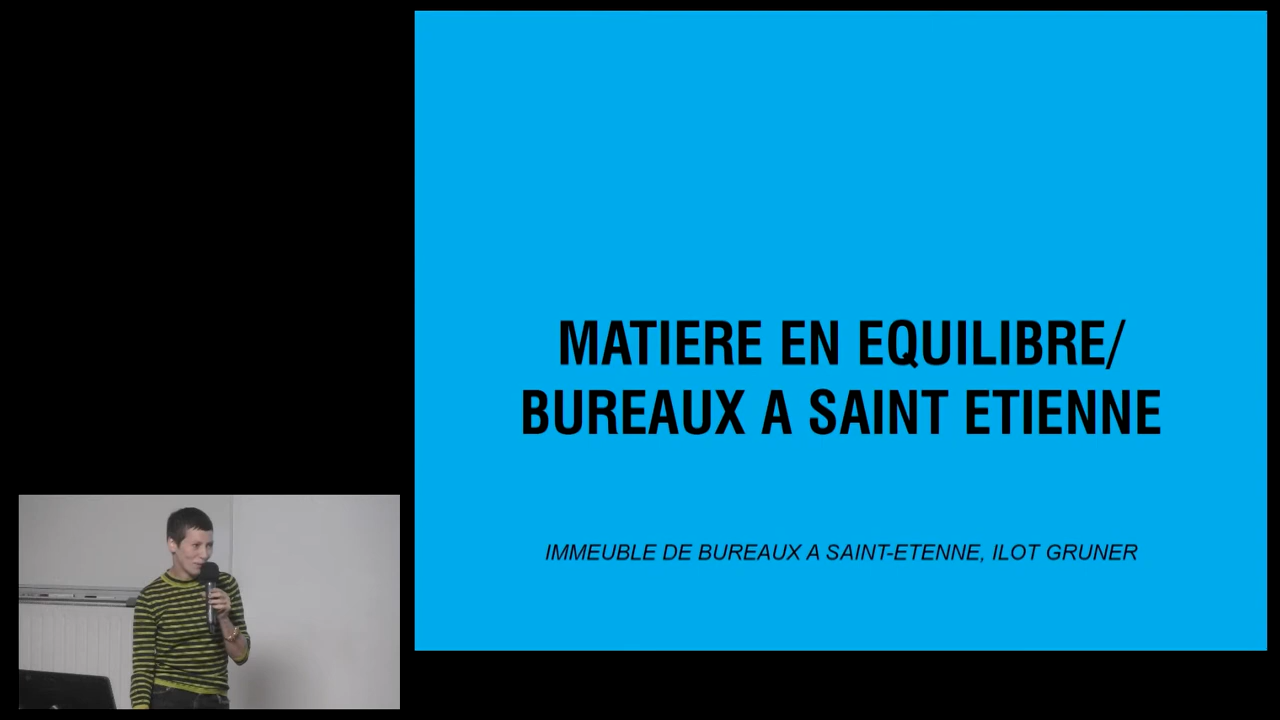 MATIERE EN EQUILIBRE/
BUREAUX A SAINT ETIENNE
IMMEUBLE DE BUREAUX A SAINT-ETENNE, ILOT GRUNER